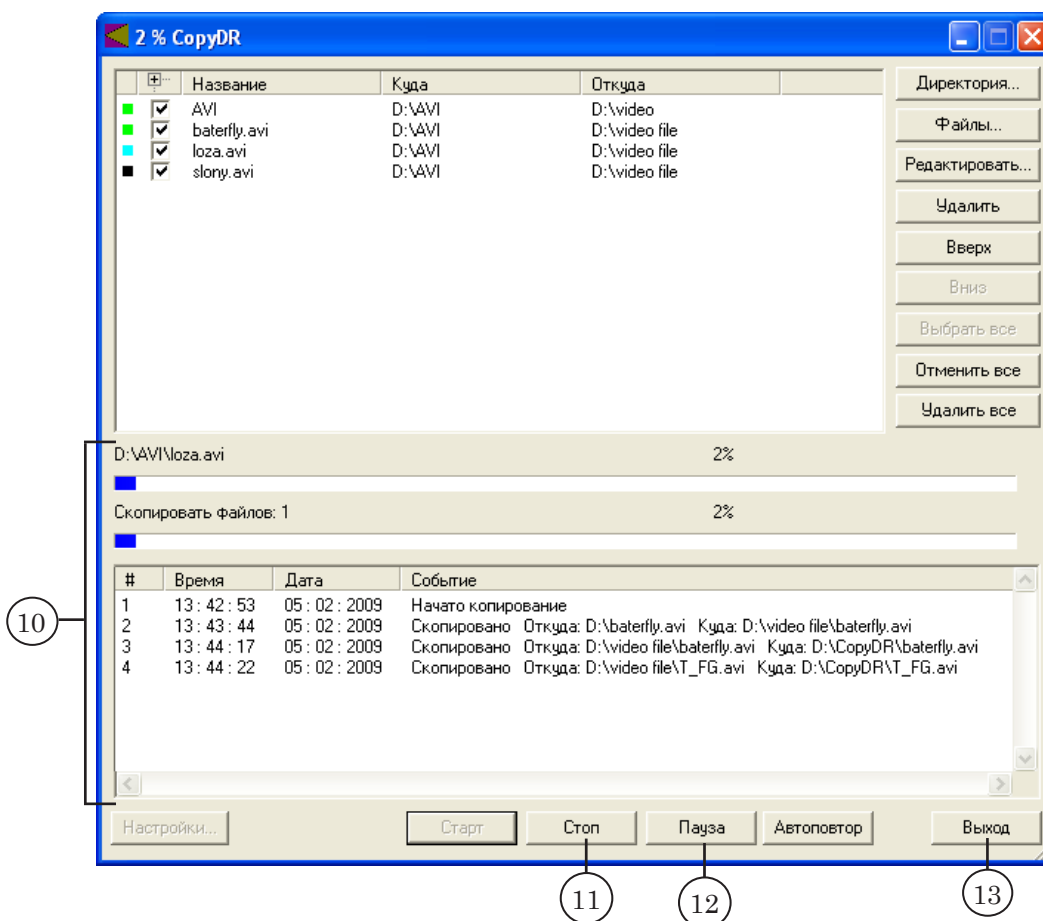 2 % CopyDR
Название Куда Откуда
AVI D:\AVI D:\video
baterfly.avi D:\AVI D:\video file
loza.avi D:\AVI D:\video file
slony.avi D:\AVI D:\video file
Директория...
Файлы...
Редактировать...
Удалить
Вверх
Вниз
Выбрать все
Отменить все
Удалить все
D:\AVI\loza.avi 2%
Скопировать файлов: 1 2%
# Время Дата Событие
1 13 : 42 : 53 05 : 02 : 2009 Начато копирование
2 13 : 43 : 44 05 : 02 : 2009 Скопировано Откуда: D:\baterfly.avi Куда: D:\video file\baterfly.avi
3 13 : 44 : 17 05 : 02 : 2009 Скопировано Откуда: D:\video file\baterfly.avi Куда: D:\CopyDR\baterfly.avi
4 13 : 44 : 22 05 : 02 : 2009 Скопировано Откуда: D:\video file\T_FG.avi Куда: D:\CopyDR\T_FG.avi
10
Настройки... Старт Стоп Пауза Автоповтор Выход
11 12 13